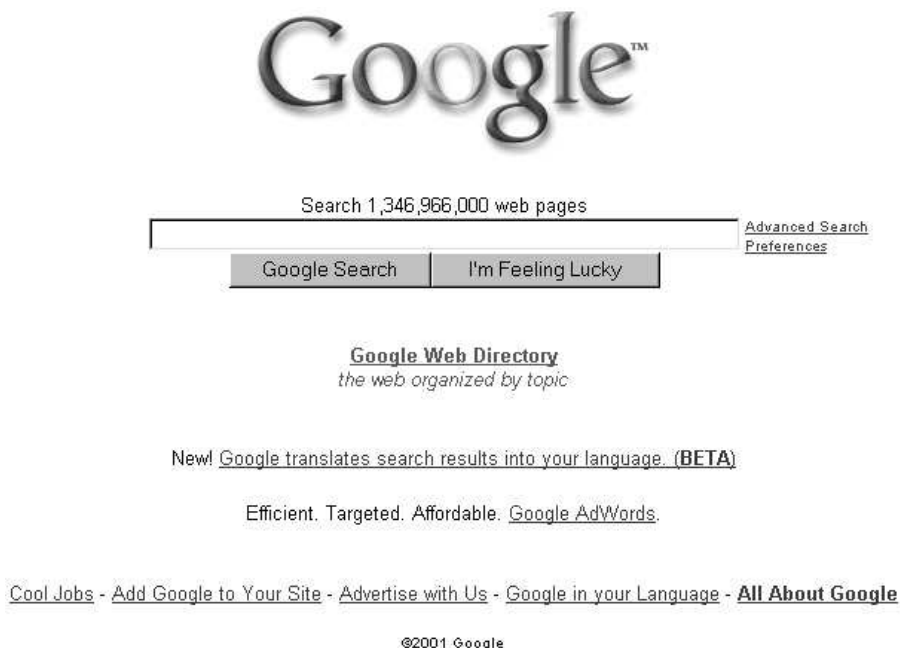 Google™
Search 1,346,966,000 web pages
Advanced Search
Preferences
Google Search I'm Feeling Lucky
Google Web Directory
the web organized by topic
New! Google translates search results into your language. (BETA)
Efficient. Targeted. Affordable. Google AdWords.
Cool Jobs - Add Google to Your Site - Advertise with Us - Google in your Language - All About Google
©2001 Google